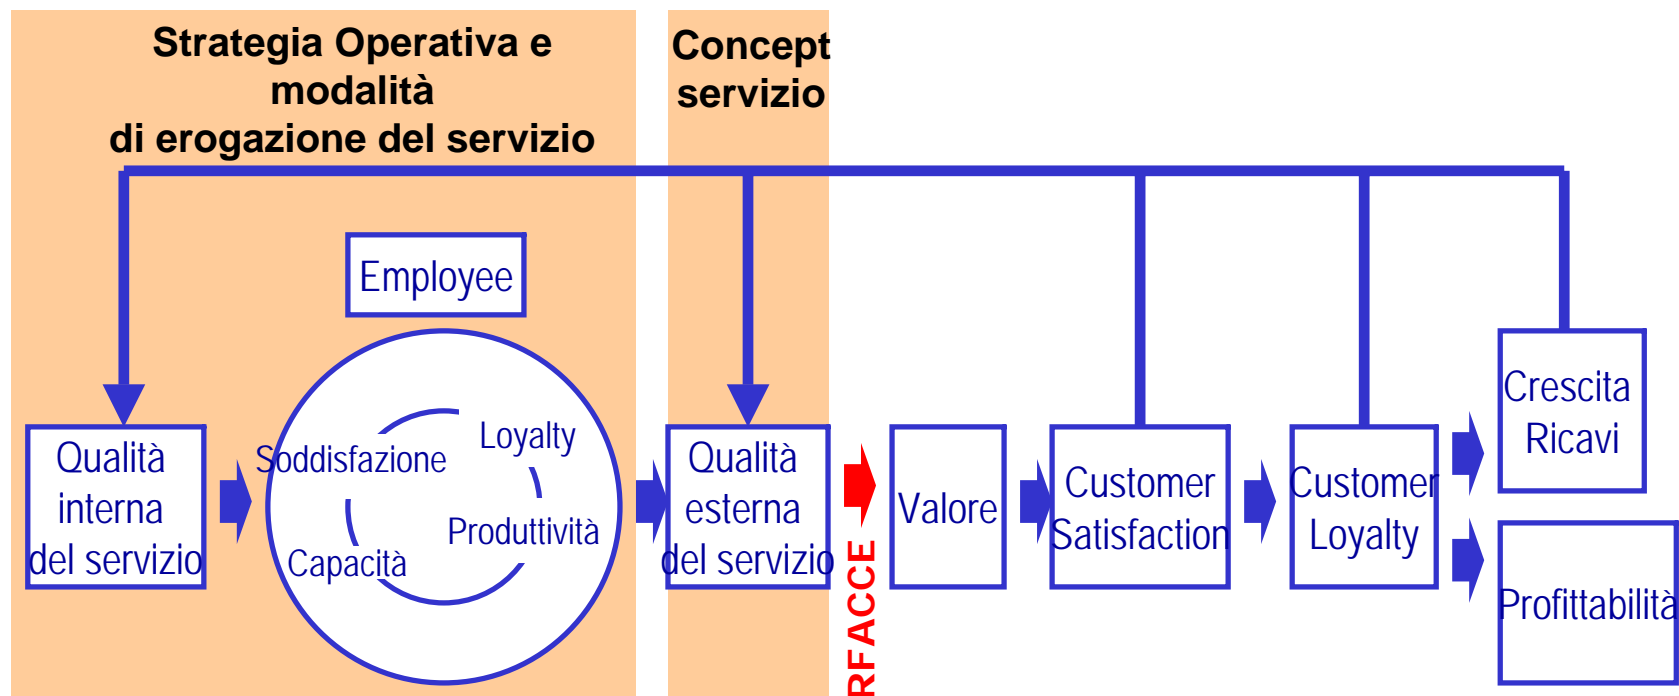 Strategia Operativa e
modalità
di erogazione del servizio
Concept
servizio
Employee
Qualità
interna
del servizio
Soddisfazione
Loyalty
Produttività
Capacità
Qualità
esterna
del servizio
RFACCE
Valore
Customer
Satisfaction
Customer
Loyalty
Crescita
Ricavi
Profittabilità